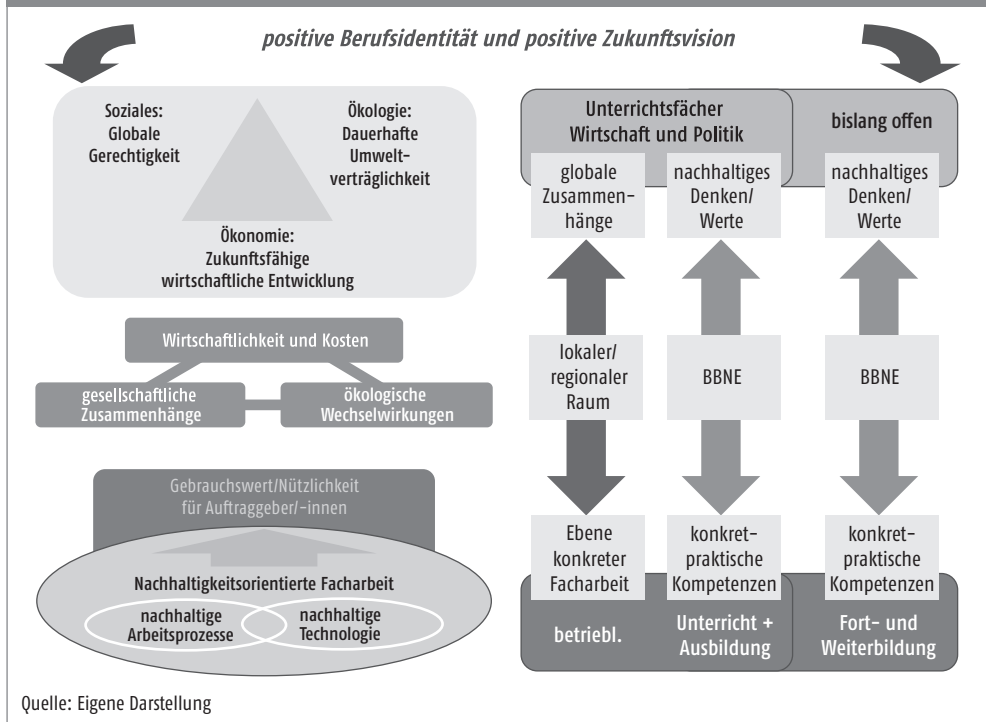 positive Berufsidentität und positive Zukunftsvision
Soziales:
Globale
Gerechtigkeit
Ökologie:
Dauerhafte
Umwelt-
verträglichkeit
Ökonomie:
Zukunftsfähige
wirtschaftliche Entwicklung
Wirtschaftlichkeit und Kosten
gesellschaftliche
Zusammenhänge
ökologische
Wechselwirkungen
Gebrauchswert/Nützlichkeit
für Auftraggeber/-innen
Nachhaltigkeitsorientierte Facharbeit
nachhaltige
Arbeitsprozesse
nachhaltige
Technologie
Unterrichtsfächer
Wirtschaft und Politik
bislang offen
globale
Zusammen-
hänge
nachhaltiges
Denken/
Werte
nachhaltiges
Denken/
Werte
lokaler/
regionaler
Raum
BBNE
BBNE
Ebene
konkreter
Facharbeit
konkret-
praktische
Kompetenzen
konkret-
praktische
Kompetenzen
betriebl.
Unterricht +
Ausbildung
Fort- und
Weiterbildung
Quelle: Eigene Darstellung